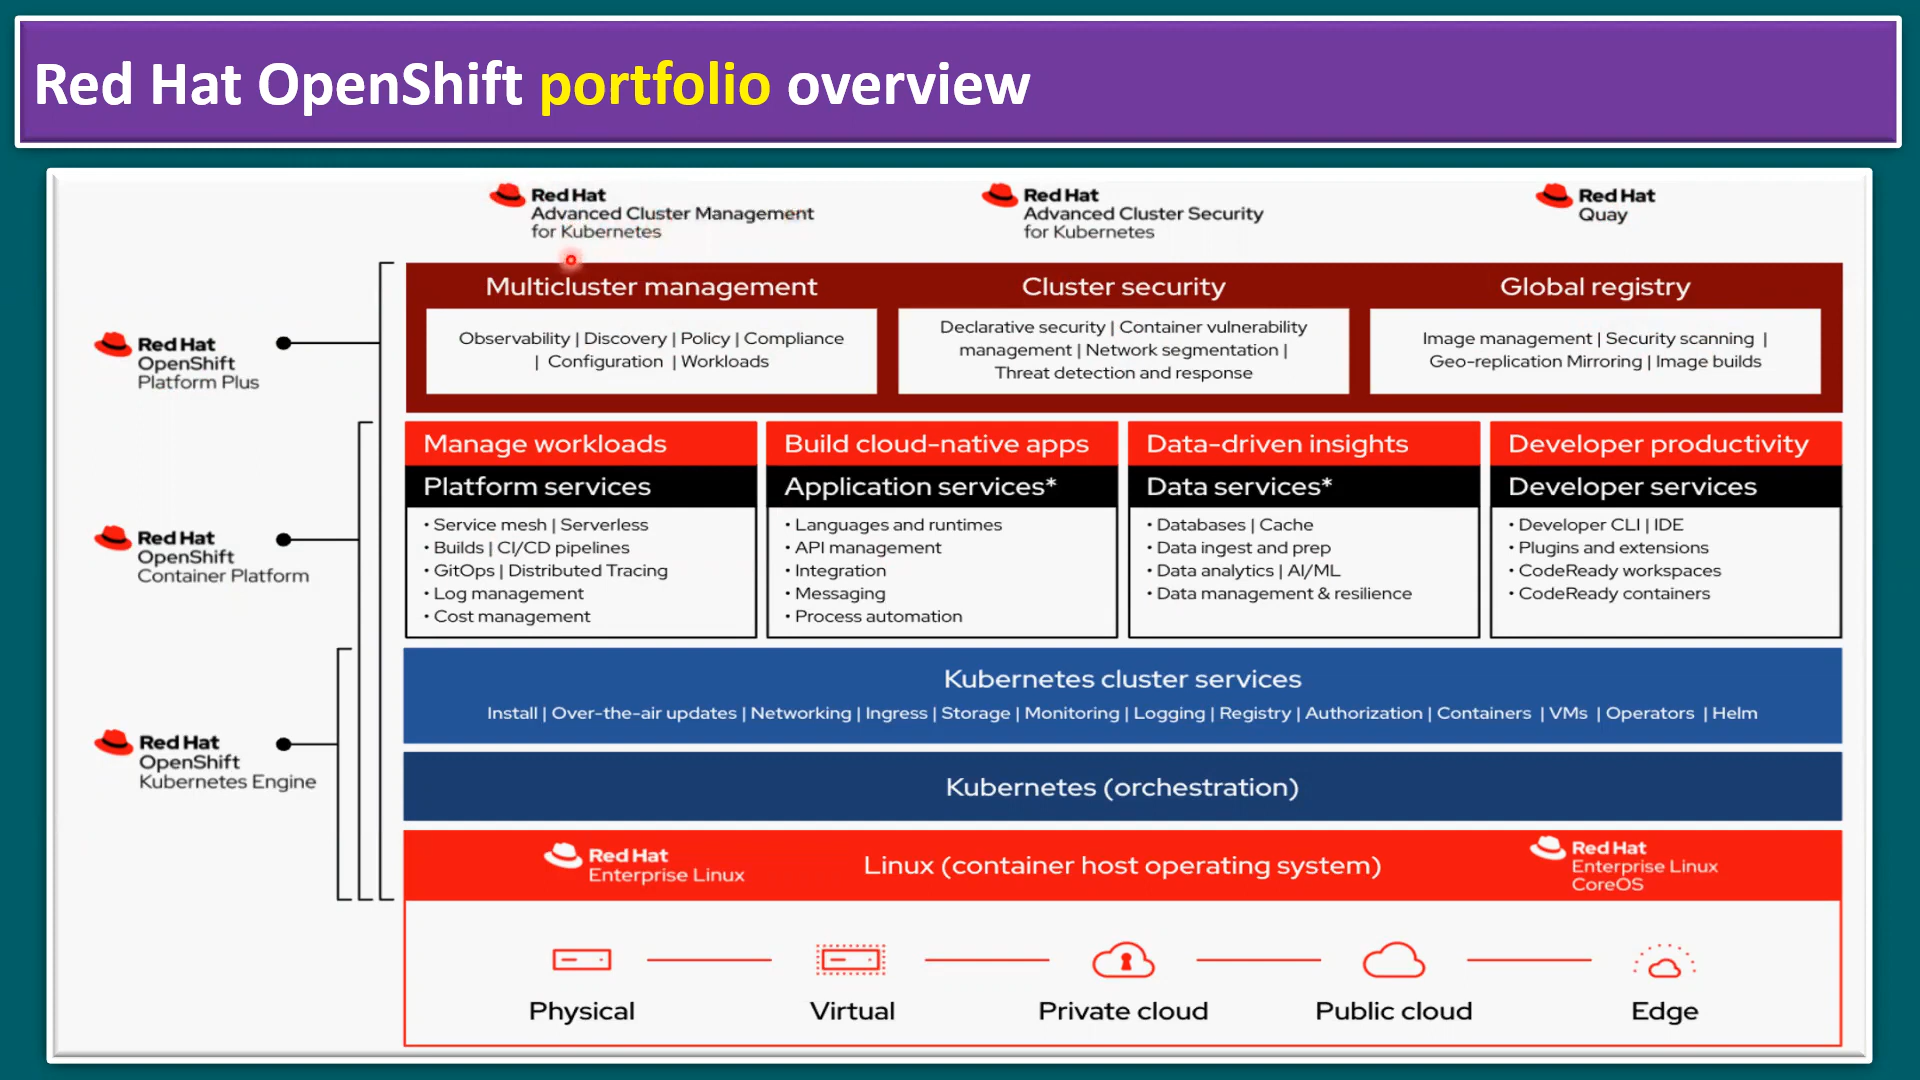 Red Hat OpenShift portfolio overview
Red Hat
Advanced Cluster Management
for Kubernetes
Red Hat
Advanced Cluster Security
for Kubernetes
Red Hat
Quay
Red Hat
OpenShift
Platform Plus
Multicluster management
Observability | Discovery | Policy | Compliance
| Configuration | Workloads
Cluster security
Declarative security | Container vulnerability
management | Network segmentation |
Threat detection and response
Global registry
Image management | Security scanning |
Geo-replication Mirroring | Image builds
Red Hat
OpenShift
Container Platform
Manage workloads
Platform services
• Service mesh | Serverless
• Builds | CI/CD pipelines
• GitOps | Distributed Tracing
• Log management
• Cost management
Build cloud-native apps
Application services*
• Languages and runtimes
• API management
• Integration
• Messaging
• Process automation
Data-driven insights
Data services*
• Databases | Cache
• Data ingest and prep
• Data analytics | AI/ML
• Data management & resilience
Developer productivity
Developer services
• Developer CLI | IDE
• Plugins and extensions
• CodeReady workspaces
• CodeReady containers
Red Hat
OpenShift
Kubernetes Engine
Kubernetes cluster services
Install | Over-the-air updates | Networking | Ingress | Storage | Monitoring | Logging | Registry | Authorization | Containers | VMs | Operators | Helm
Kubernetes (orchestration)
Red Hat
Enterprise Linux
Linux (container host operating system)
Red Hat
Enterprise Linux
CoreOS
Physical
Virtual
Private cloud
Public cloud
Edge